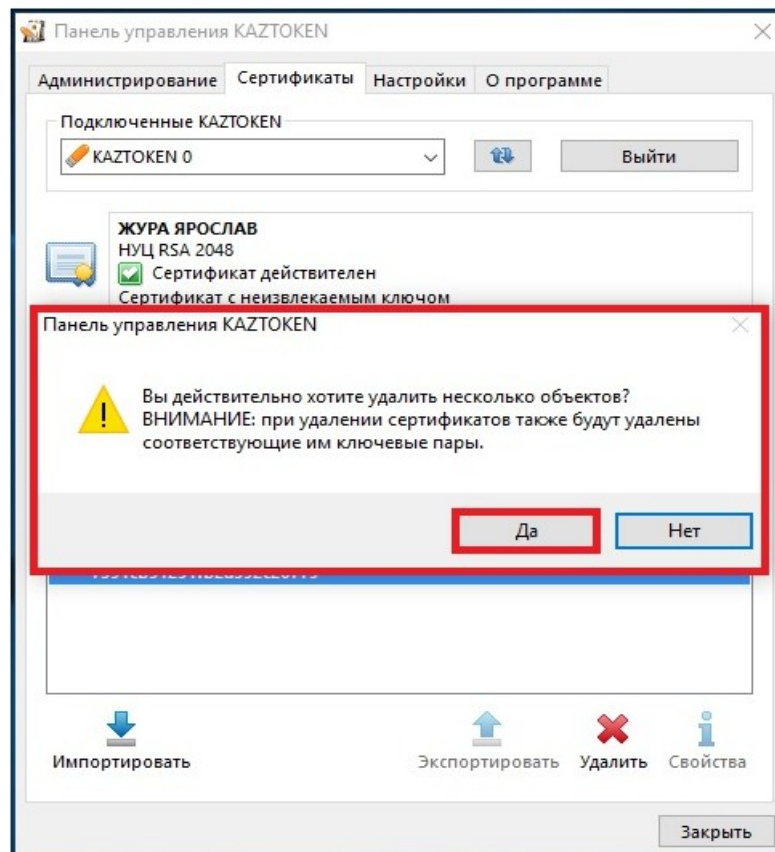 Панель управления KAZTOKEN
Администрирование Сертификаты Настройки О программе
Подключенные KAZTOKEN
KAZTOKEN 0 Выйти
ЖУРА ЯРОСЛАВ
НУЦ RSA 2048
Сертификат действителен
Сертификат с неизвлекаемым ключом
Панель управления KAZTOKEN
Вы действительно хотите удалить несколько объектов?
ВНИМАНИЕ: при удалении сертификатов также будут удалены
соответствующие им ключевые пары.
Да Нет
Импортировать Экспортировать Удалить Свойства
Закрыть